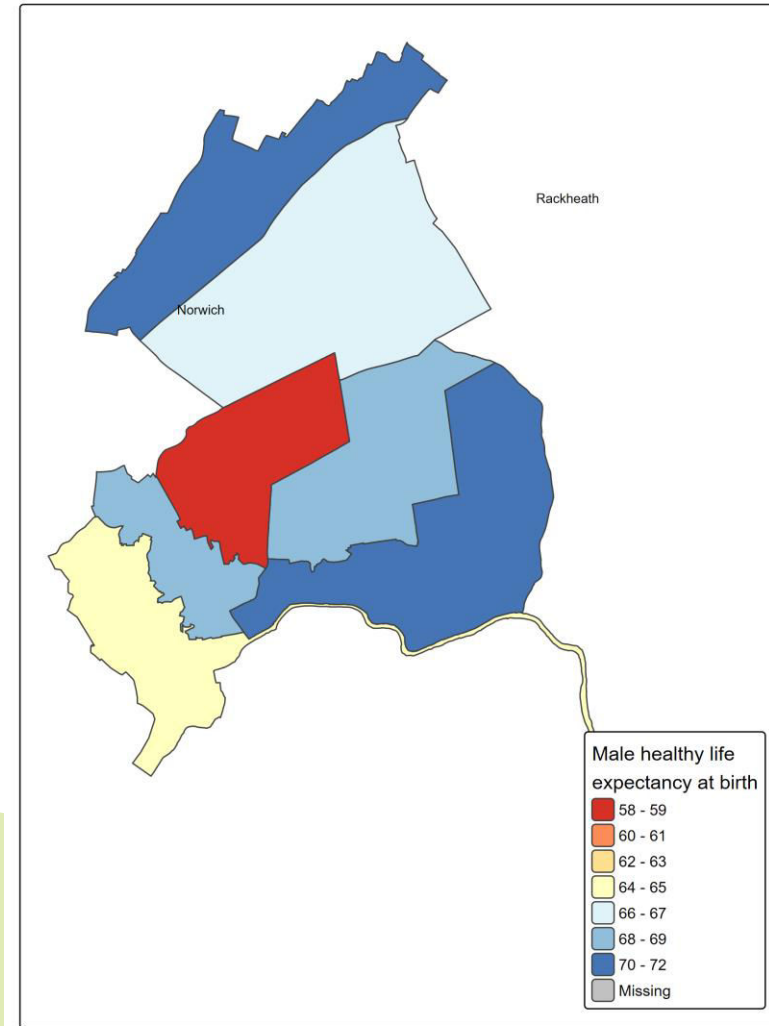 Rackheath
Norwich
Male healthy life
expectancy at birth
58 - 59
60 - 61
62 - 63
64 - 65
66 - 67
68 - 69
70 - 72
Missing